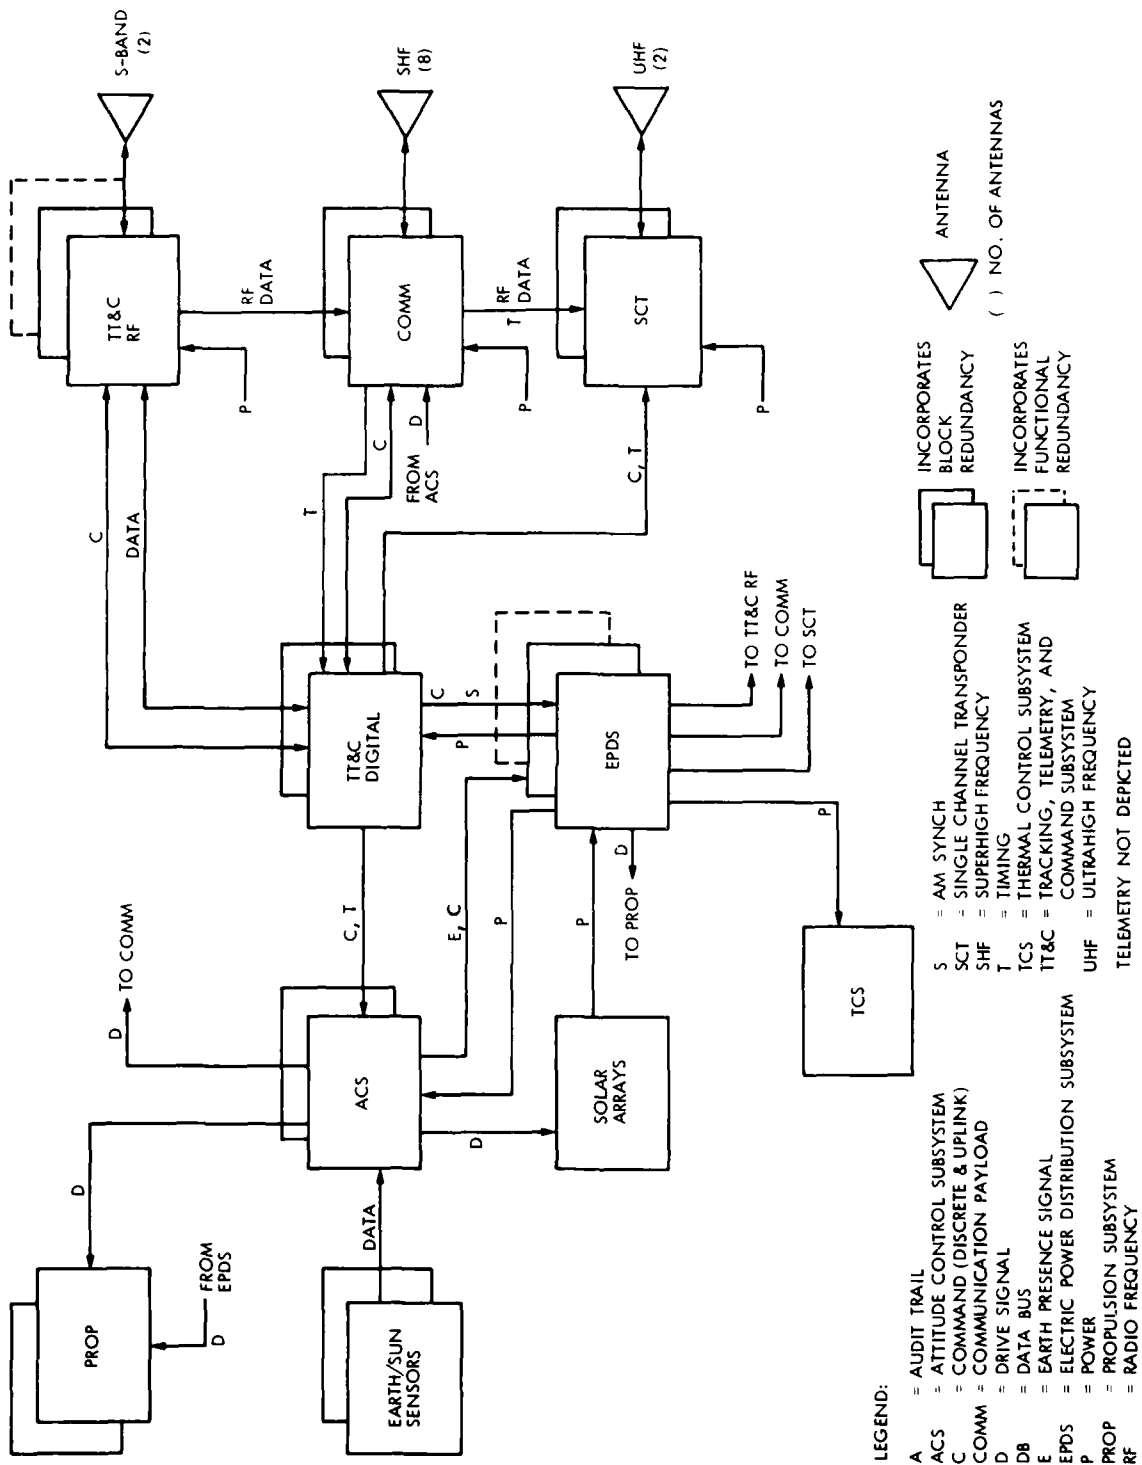 S-BAND
(2)
SHF
(8)
UHF
(2)
TT&C
RF
COMM
SCT
RF
DATA
T
RF
DATA
P
P
P
C
DATA
T
C
D
FROM
ACS
C, T
TT&C
DIGITAL
EPDS
C
S
P
TO TT&C RF
TO COMM
TO SCT
C, T
E, C
P
P
D
TO PROP
P
TO COMM
D
ACS
SOLAR
ARRAYS
TCS
D
D
DATA
PROP
FROM
EPDS
D
EARTH/SUN
SENSORS
LEGEND:
A = AUDIT TRAIL
ACS = ATTITUDE CONTROL SUBSYSTEM
C = COMMAND (DISCRETE & UPLINK)
COMM = COMMUNICATION PAYLOAD
D = DRIVE SIGNAL
DB = DATA BUS
E = EARTH PRESENCE SIGNAL
EPDS = ELECTRIC POWER DISTRIBUTION SUBSYSTEM
P = POWER
PROP = PROPULSION SUBSYSTEM
RF = RADIO FREQUENCY
S = AM SYNCH
SCT = SINGLE CHANNEL TRANSPONDER
SHF = SUPERHIGH FREQUENCY
T = TIMING
TCS = THERMAL CONTROL SUBSYSTEM
TT&C = TRACKING, TELEMETRY, AND
COMMAND SUBSYSTEM
UHF = ULTRAHIGH FREQUENCY
TELEMETRY NOT DEPICTED
INCORPORATES
BLOCK
REDUNDANCY
INCORPORATES
FUNCTIONAL
REDUNDANCY
ANTENNA
( ) NO. OF ANTENNAS